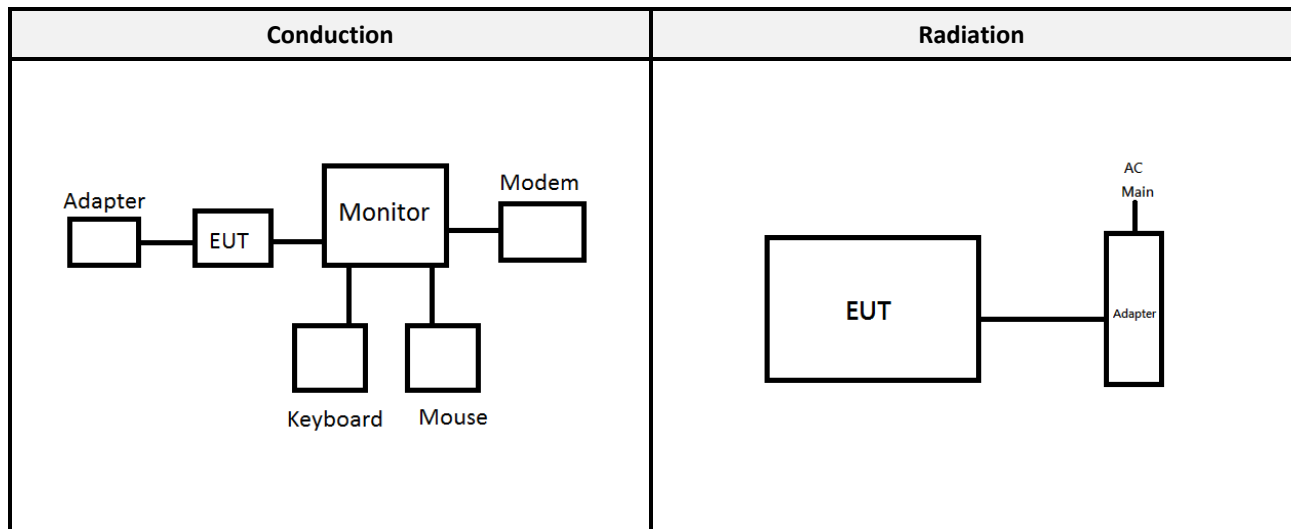 Conduction
Radiation
Adapter
EUT
Monitor
Modem
Keyboard
Mouse
EUT
AC
Main
Adapter